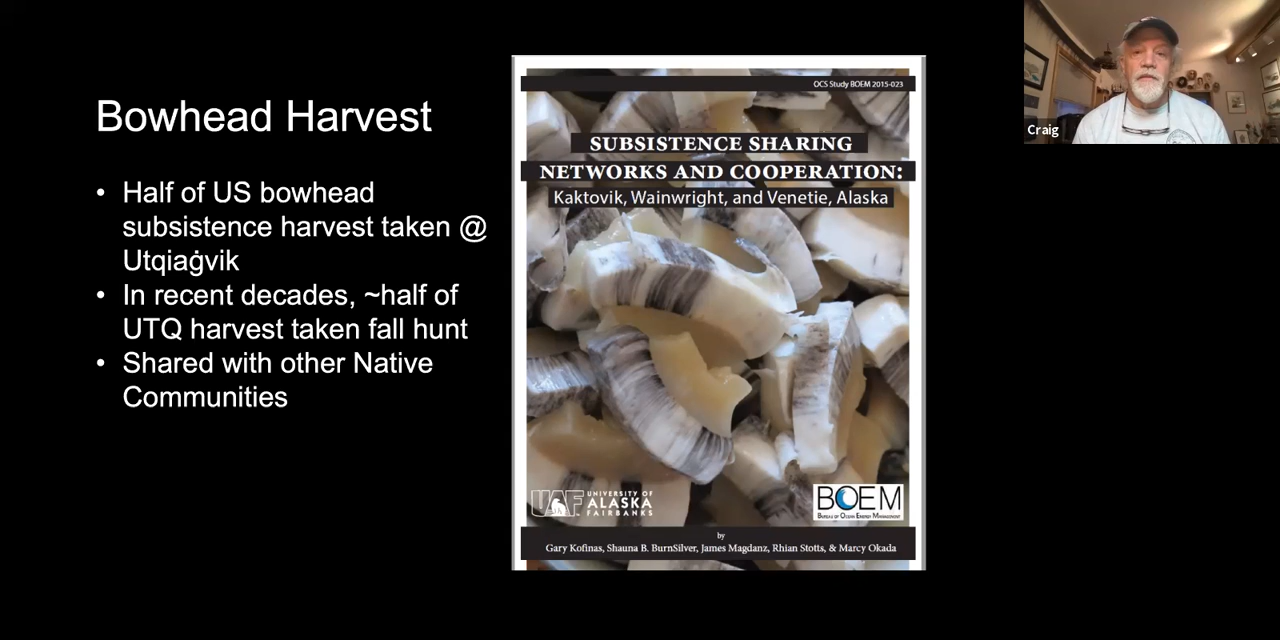 Bowhead Harvest
• Half of US bowhead
subsistence harvest taken @
Utqiaġvik
• In recent decades, ~half of
UTQ harvest taken fall hunt
• Shared with other Native
Communities
OCS Study BOEM 2015-023
SUBSISTENCE SHARING
NETWORKS AND COOPERATION:
Kaktovik, Wainwright, and Venetie, Alaska
UAF
UNIVERSITY OF
ALASKA
FAIRBANKS
BOEM
BUREAU OF OCEAN ENERGY MANAGEMENT
by
Gary Kofinas, Shauna B. BurnSilver, James Magdanz, Rhian Stotts, & Marcy Okada
Craig